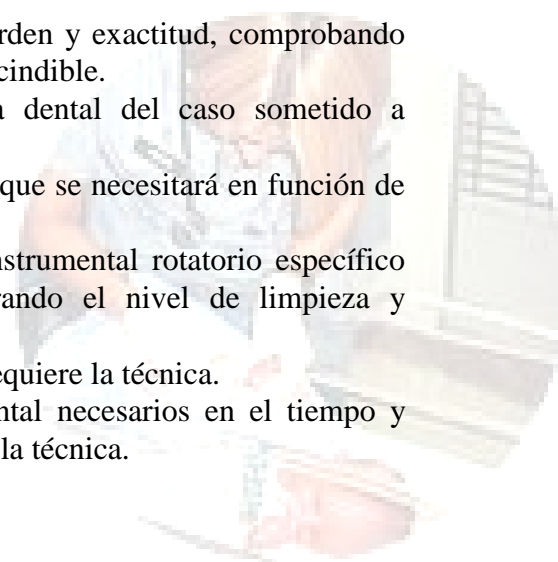 rden y exactitud, comprobando
cindible.
dental del caso sometido a
que se necesitará en función de
nstrumental rotatorio específico
rando el nivel de limpieza y
equiere la técnica.
ntal necesarios en el tiempo y
la técnica.